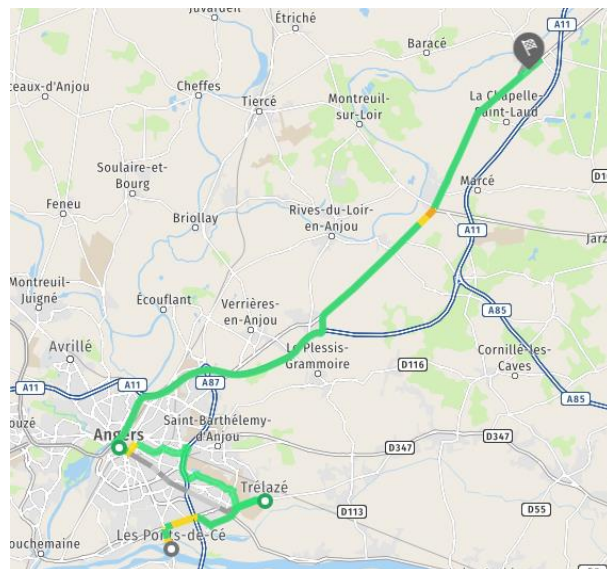 Juvardeil
Étriché
A11
Baracé
ceaux-d'Anjou
Cheffes
Tiercé
Montreuil-
sur-Loir
La Chapelle-
Saint-Laud
Soulaire-et-
Bourg
Marcé
Feneu
Briollay
Rives-du-Loir-
en-Anjou
A11
Jarz
Montreuil-
Juigné
Écouflant
Verrières-
en-Anjou
A85
Avrillé
Le Plessis-
Grammoire
D116
Cornillé-les-
Caves
A11
A11
A87
A85
Saint-Barthélemy-
d'Anjou
Angers
D347
D347
Trélazé
D113
D55
Les Ponts-de-Cé
ouchemaine